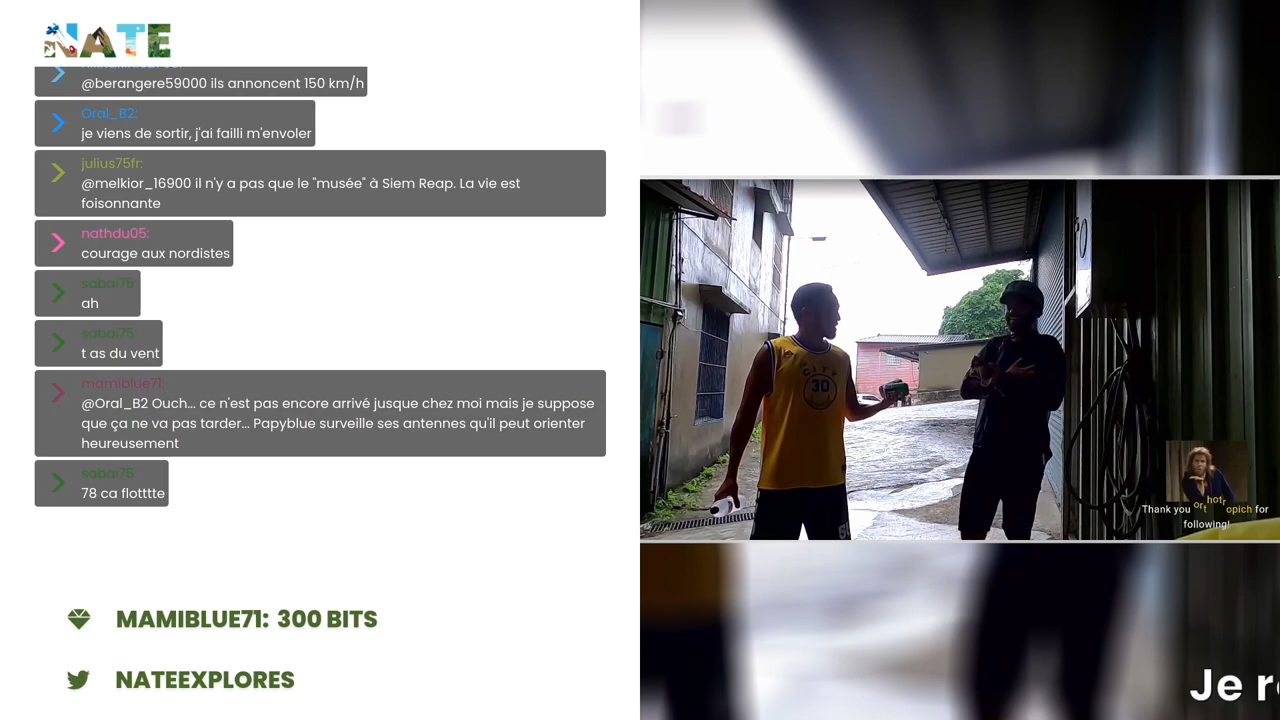 NATE
@berangere59000 ils annoncent 150 km/h
Oral_B2:
je viens de sortir, j'ai failli m'envoler
julius75fr:
@melkior_16900 il n'y a pas que le "musée" à Siem Reap. La vie est
foisonnante
nathdu05:
courage aux nordistes
sabai75:
ah
sabai75:
t as du vent
mamiblue71:
@Oral_B2 Ouch... ce n'est pas encore arrivé jusque chez moi mais je suppose
que ça ne va pas tarder... Papyblue surveille ses antennes qu'il peut orienter
heureusement
sabai75:
78 ca flotttte
MAMIBLUE71: 300 BITS
NATEEXPLORES
CITY
30
Thank you for
following!
Je